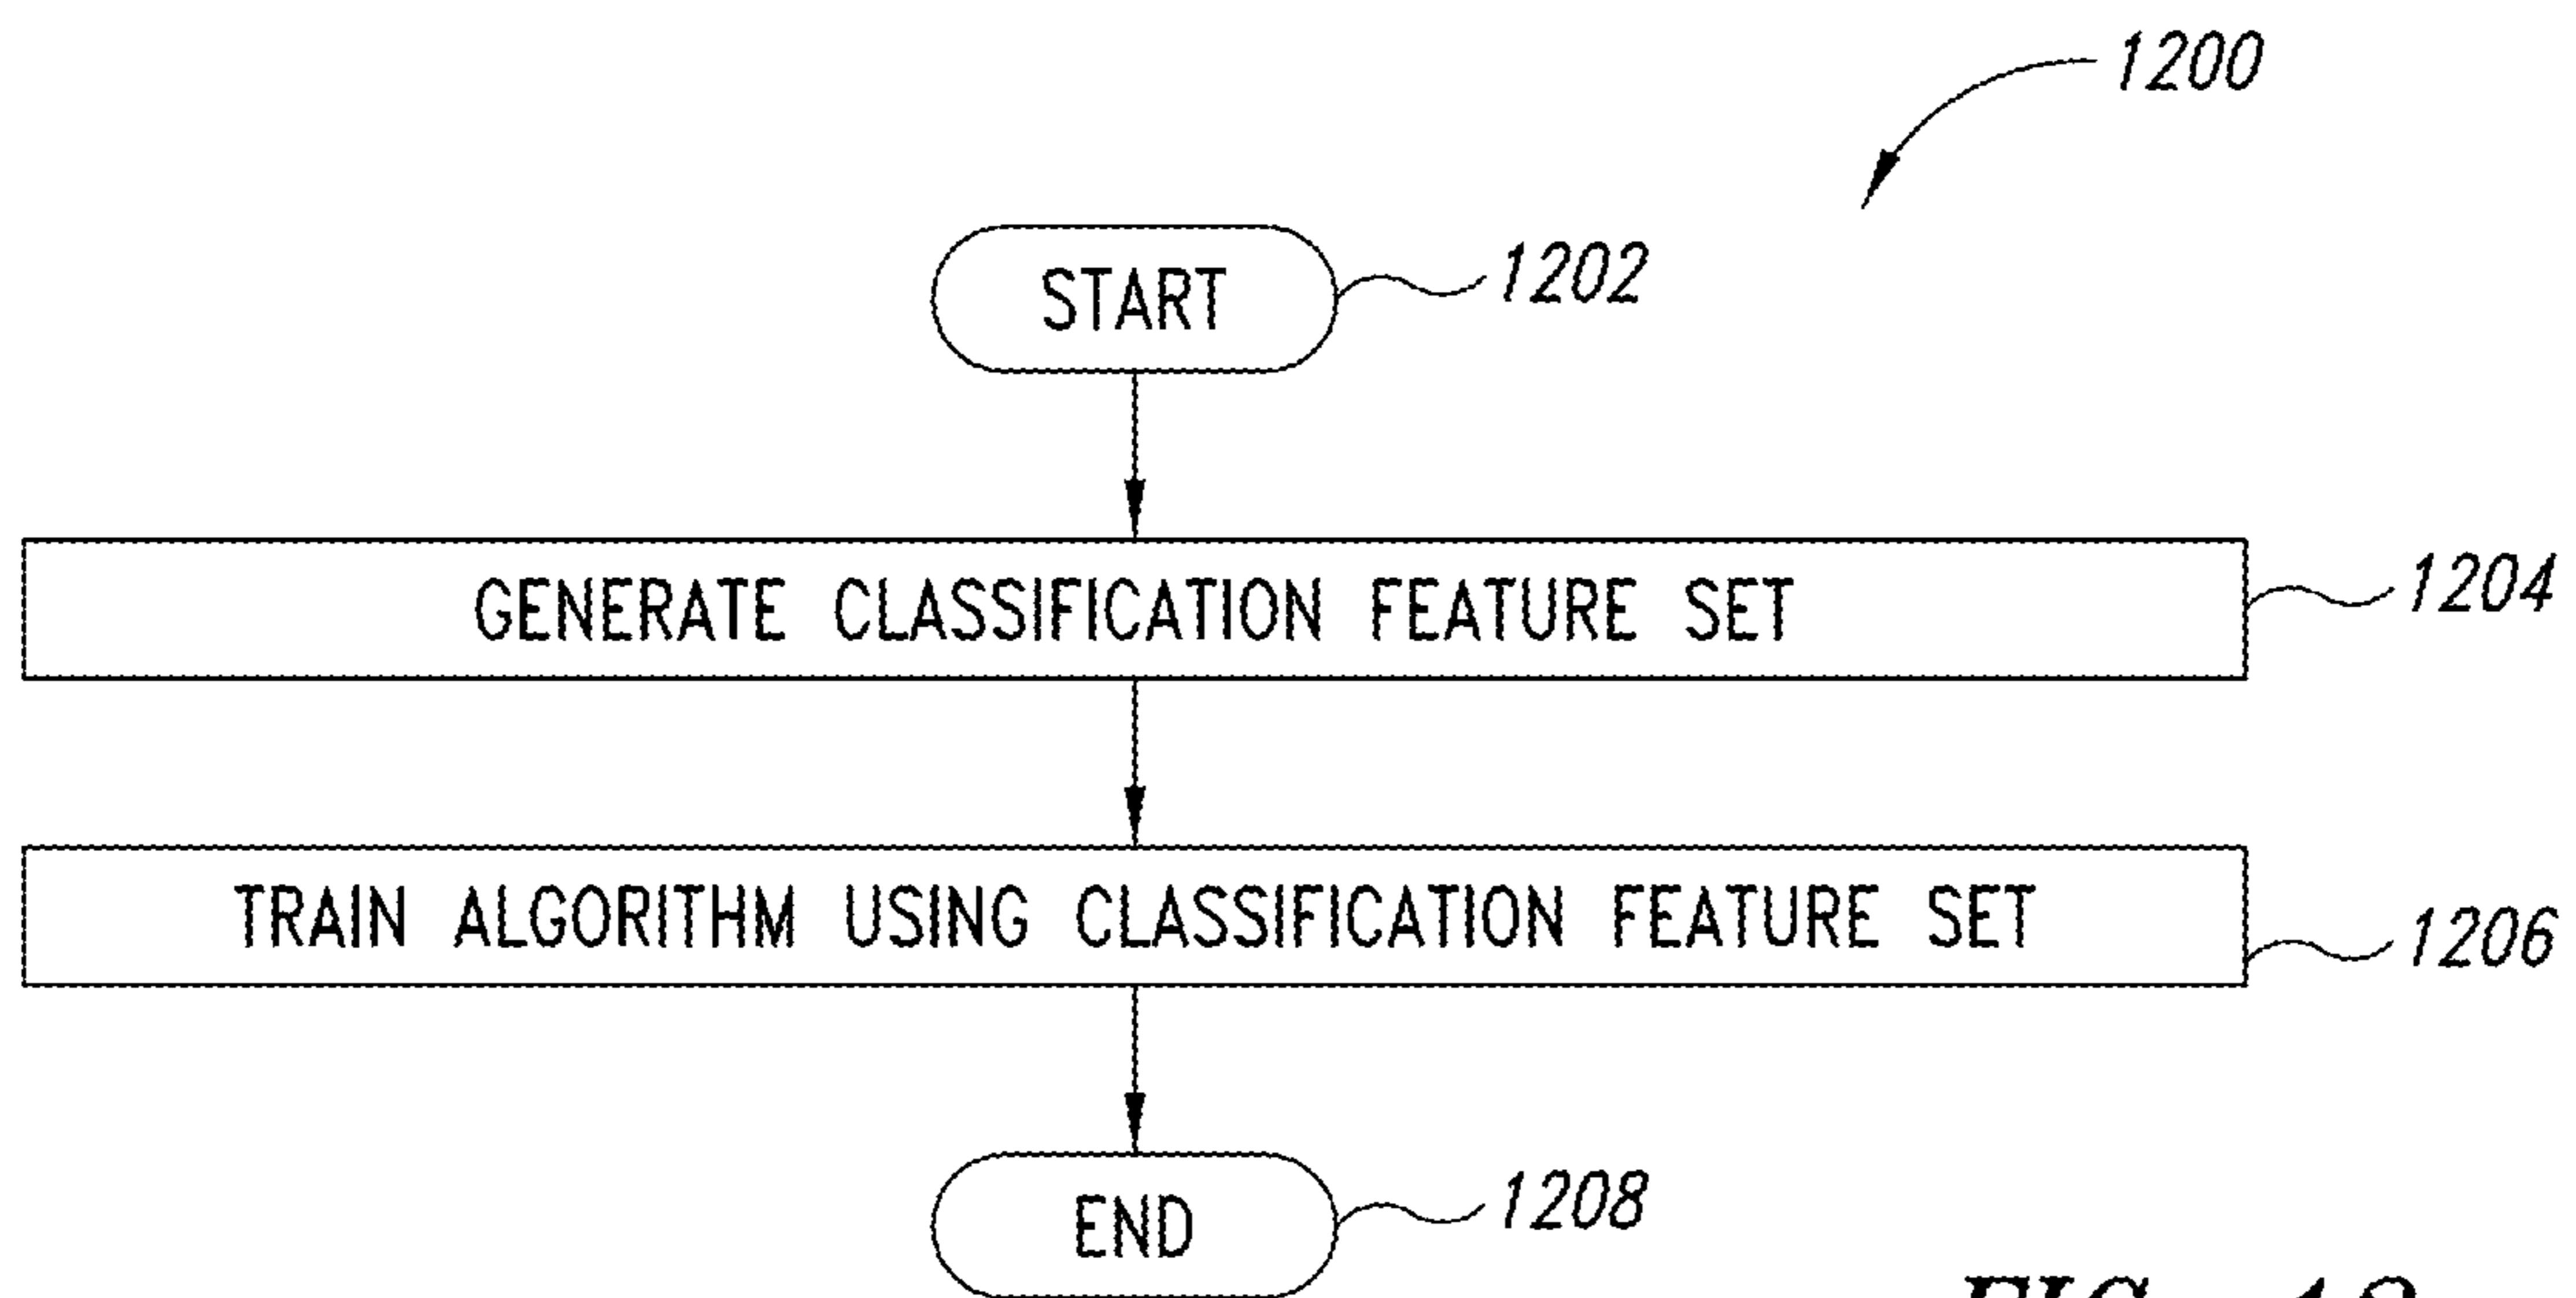 1200
START
1202
GENERATE CLASSIFICATION FEATURE SET
1204
TRAIN ALGORITHM USING CLASSIFICATION FEATURE SET
1206
END
1208